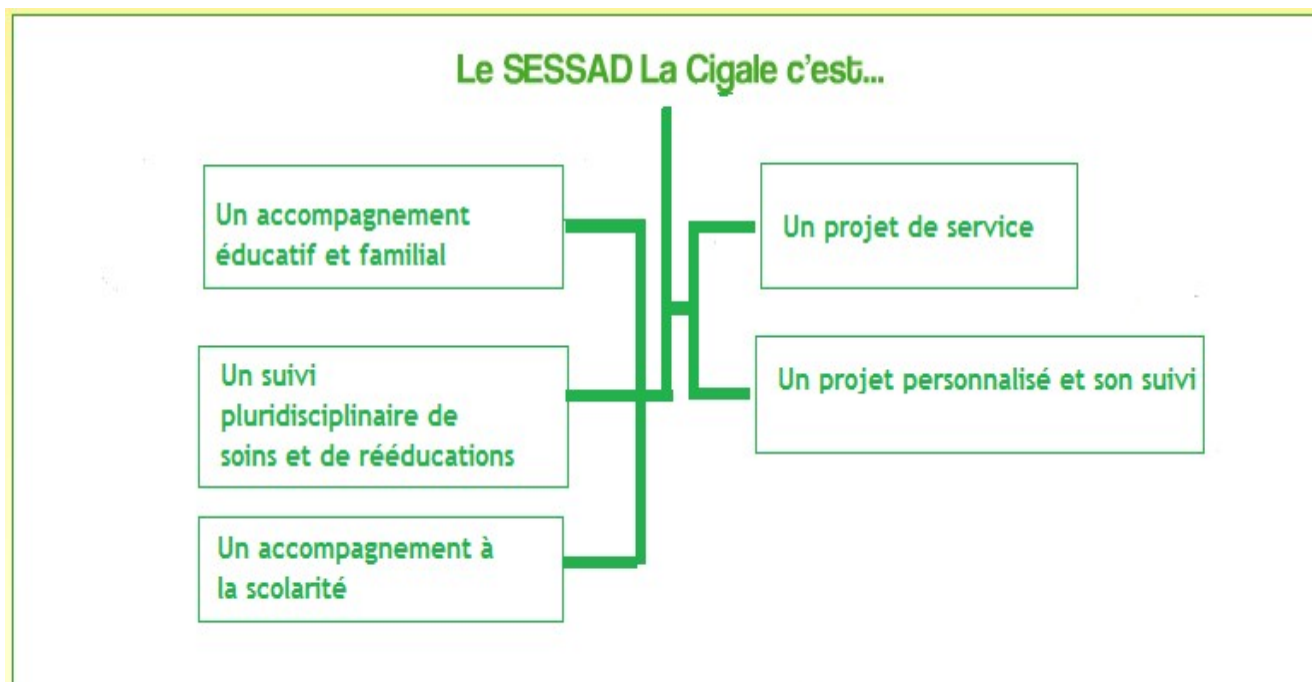 Le SESSAD La Cigale c'est...
Un accompagnement
éducatif et familial
Un suivi
pluridisciplinaire de
soins et de rééducations
Un accompagnement à
la scolarité
Un projet de service
Un projet personnalisé et son suivi